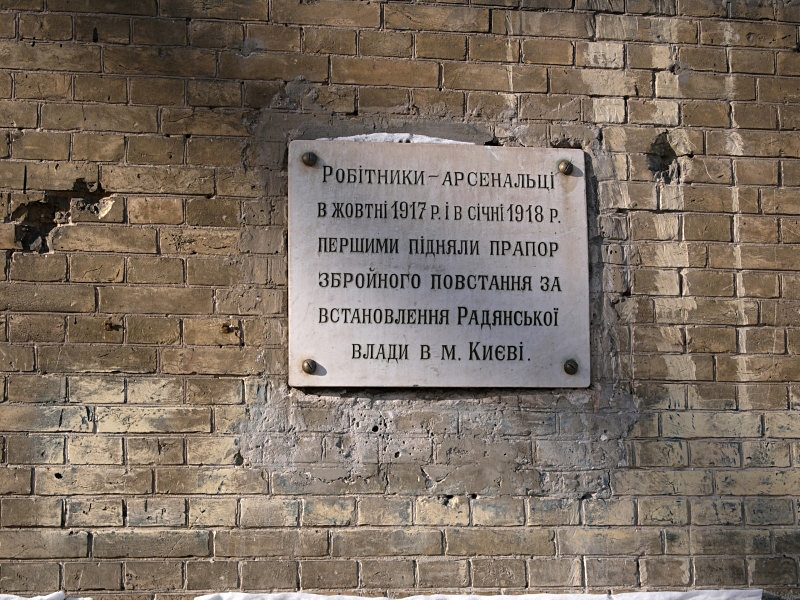 Робітники – арсенальці
в жовтні 1917 р. і в січні 1918 р.
першими підняли прапор
збройного повстання за
встановлення Радянської
влади в м. Києві.